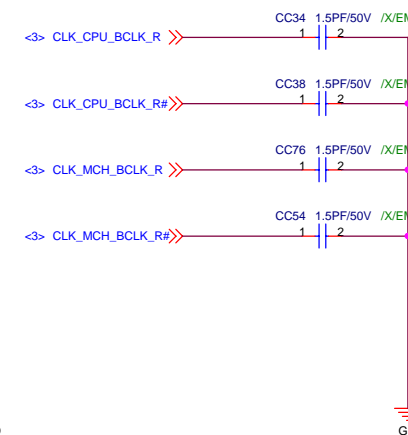 CC34 1.5PF/50V /X/EM
<3> CLK_CPU_BCLK_R 1 2
CC38 1.5PF/50V /X/EM
<3> CLK_CPU_BCLK_R# 1 2
CC76 1.5PF/50V /X/EM
<3> CLK_MCH_BCLK_R 1 2
CC54 1.5PF/50V /X/EM
<3> CLK_MCH_BCLK_R# 1 2
G